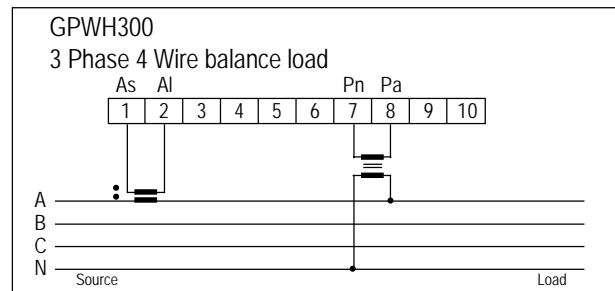 GPWH300
3 Phase 4 Wire balance load
As Al Pn Pa
1 2 3 4 5 6 7 8 9 10
A
B
C
N
Source Load